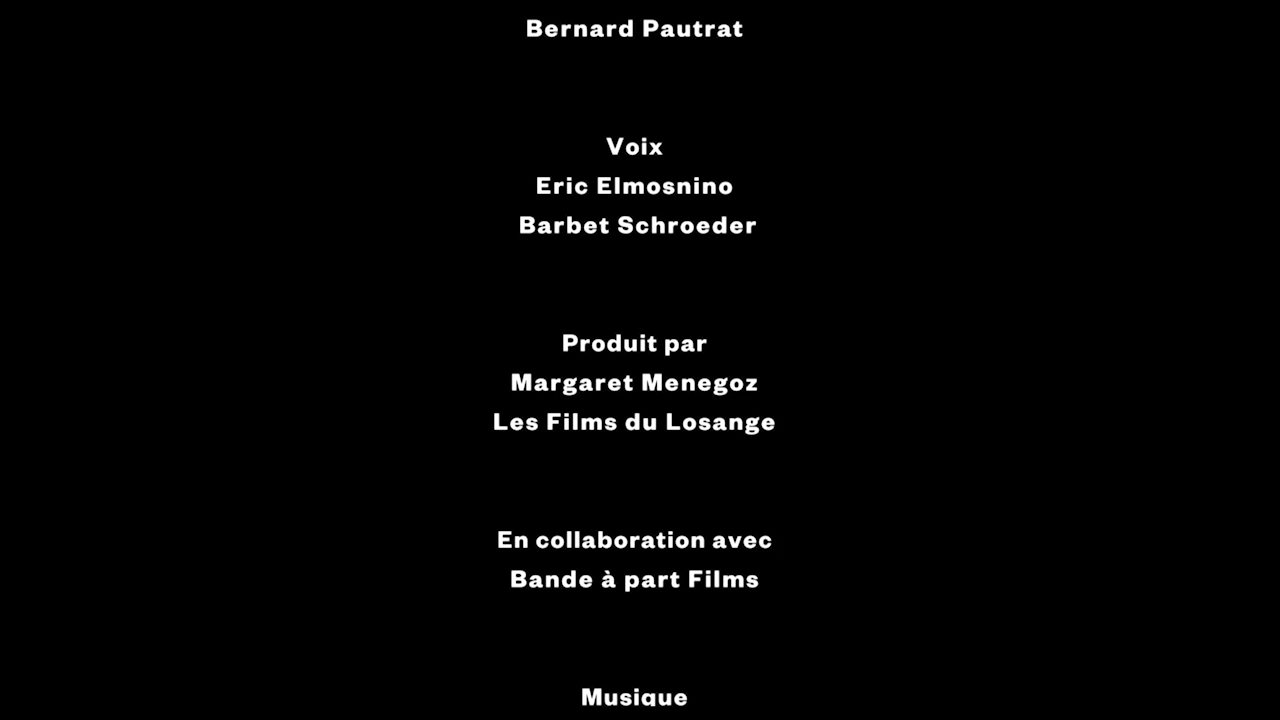 Bernard Pautrat
Voix
Eric Elmosnino
Barbet Schroeder
Produit par
Margaret Menegoz
Les Films du Losange
En collaboration avec
Bande à part Films
Musique